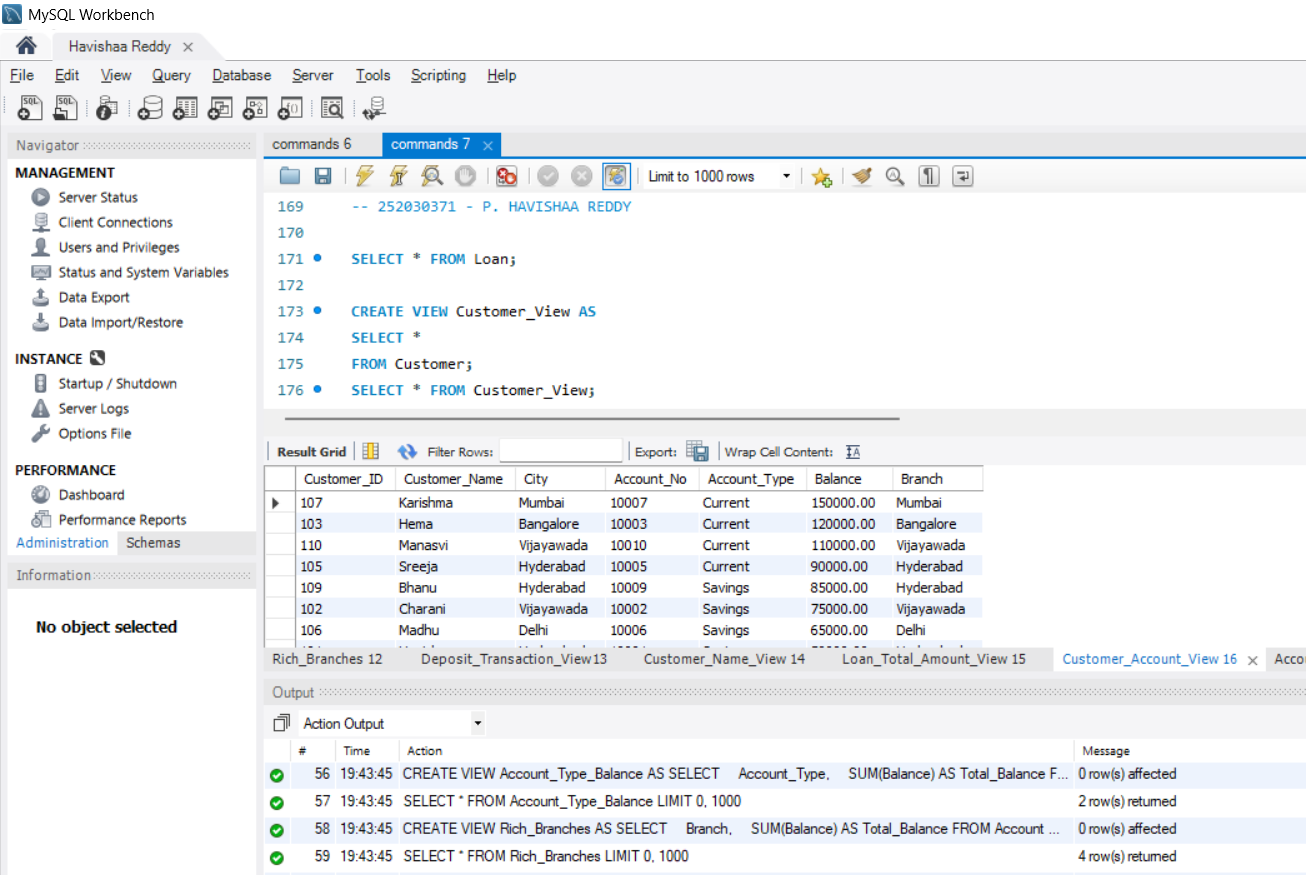 MySQL Workbench
Havishaa Reddy
File Edit View Query Database Server Tools Scripting Help
Navigator
MANAGEMENT
Server Status
Client Connections
Users and Privileges
Status and System Variables
Data Export
Data Import/Restore
INSTANCE
Startup / Shutdown
Server Logs
Options File
PERFORMANCE
Dashboard
Performance Reports
Administration Schemas
Information
No object selected
commands 6 commands 7
Limit to 1000 rows
169 -- 252030371 - P. HAVISHAA REDDY
170
171 SELECT * FROM Loan;
172
173 CREATE VIEW Customer_View AS
174 SELECT *
175 FROM Customer;
176 SELECT * FROM Customer_View;
Result Grid Filter Rows: Export: Wrap Cell Content:
Customer_ID Customer_Name City Account_No Account_Type Balance Branch
107 Karishma Mumbai 10007 Current 150000.00 Mumbai
103 Hema Bangalore 10003 Current 120000.00 Bangalore
110 Manasvi Vijayawada 10010 Current 110000.00 Vijayawada
105 Sreeja Hyderabad 10005 Current 90000.00 Hyderabad
109 Bhanu Hyderabad 10009 Savings 85000.00 Hyderabad
102 Charani Vijayawada 10002 Savings 75000.00 Vijayawada
106 Madhu Delhi 10006 Savings 65000.00 Delhi
Rich_Branches 12 Deposit_Transaction_View13 Customer_Name_View 14 Loan_Total_Amount_View 15 Customer_Account_View 16 Acco
Output
Action Output
# Time Action Message
56 19:43:45 CREATE VIEW Account_Type_Balance AS SELECT Account_Type, SUM(Balance) AS Total_Balance F... 0 row(s) affected
57 19:43:45 SELECT * FROM Account_Type_Balance LIMIT 0, 1000 2 row(s) returned
58 19:43:45 CREATE VIEW Rich_Branches AS SELECT Branch, SUM(Balance) AS Total_Balance FROM Account ... 0 row(s) affected
59 19:43:45 SELECT * FROM Rich_Branches LIMIT 0, 1000 4 row(s) returned